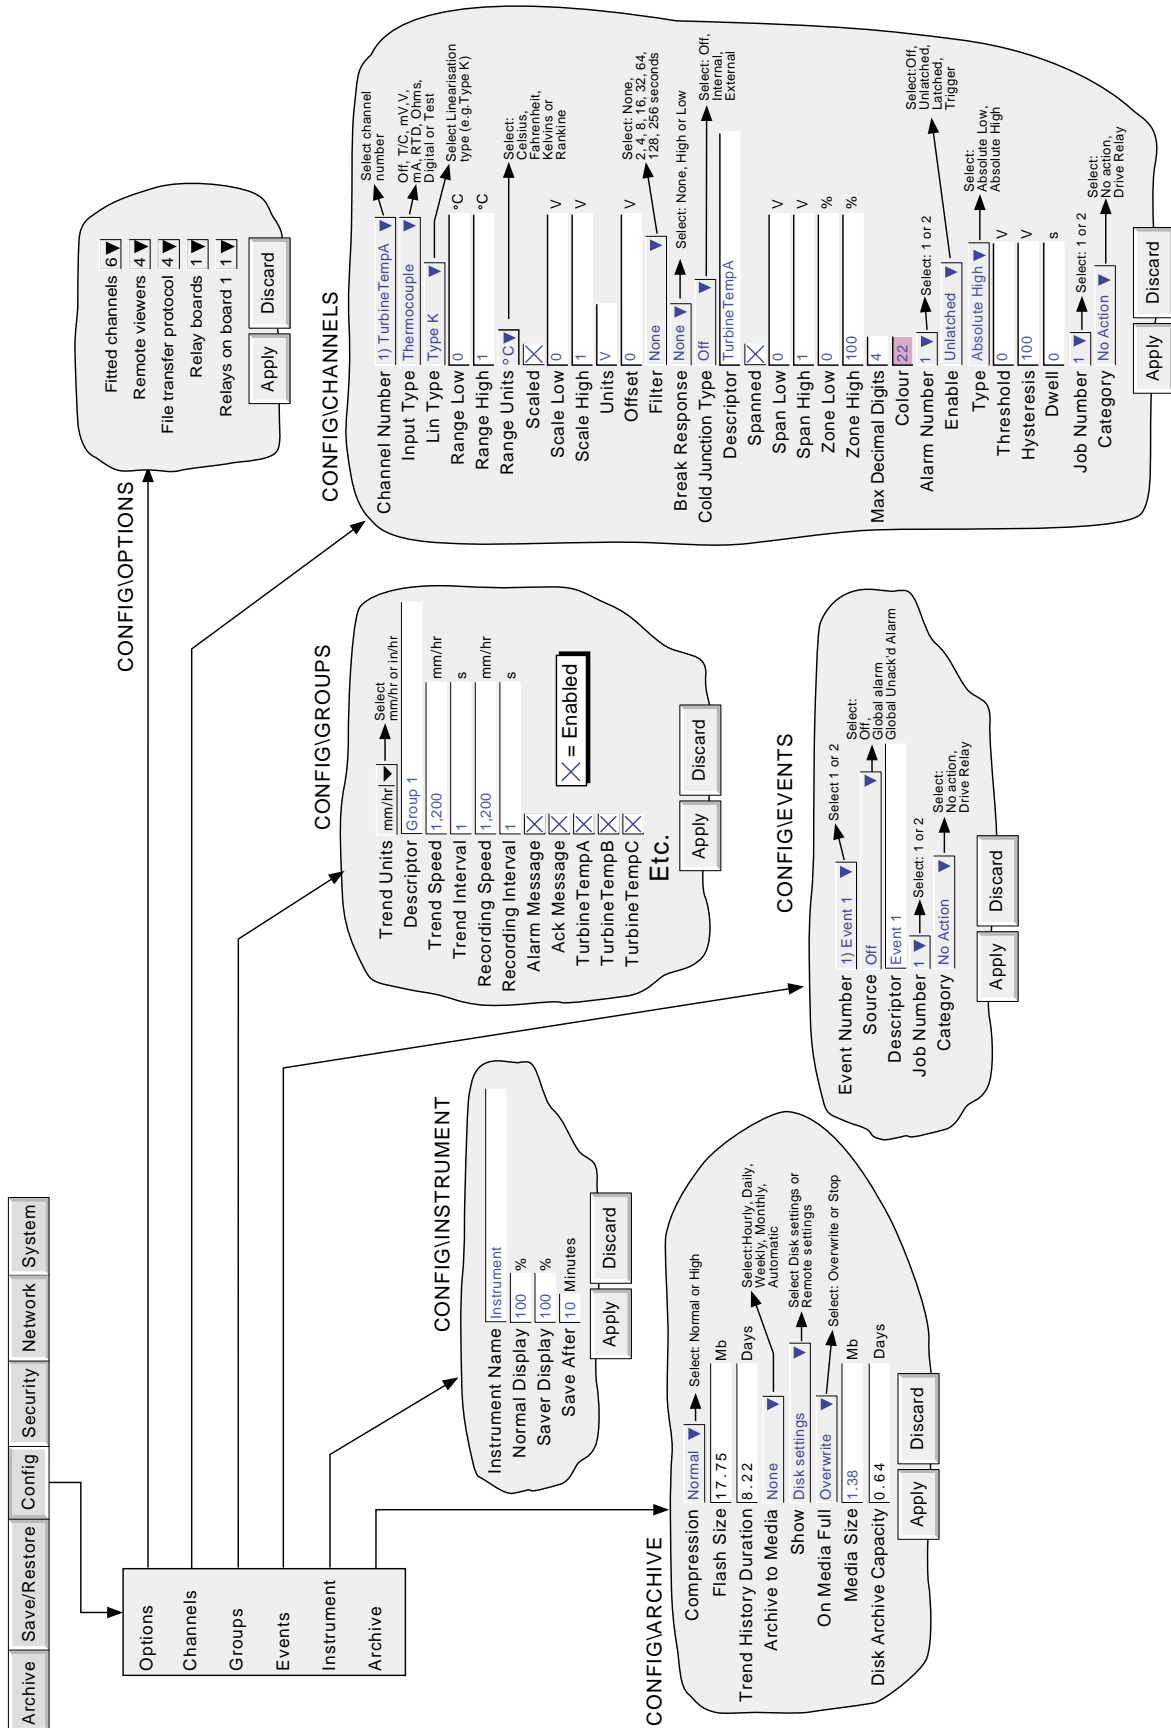 Archive
Save/Restore
Config
Security
Network
System
Options
Channels
Groups
Events
Instrument
Archive
CONFIG\OPTIONS
Fitted channels 6
Remote viewers 4
File transfer protocol 4
Relay boards 1
Relays on board 1 1
Apply Discard
CONFIG\CHANNELS
Channel Number 1) TurbineTempA
Select channel
number
Input Type Thermocouple
Off, T/C, mV,V,
mA, RTD, Ohms,
Digital or Test
Lin Type Type K
Select Linearisation
type (e.g.Type K)
Range Low 0 °C
Range High 1 °C
Range Units °C
Select:
Celsius,
Fahrenheit,
Kelvins or
Rankine
Scaled
Scale Low 0 V
Scale High 1 V
Units V
Offset 0 V
Filter None
Select: None,
2, 4, 8, 16, 32, 64,
128, 256 seconds
Break Response None
Select: None, High or Low
Cold Junction Type Off
Select: Off,
Internal,
External
Descriptor TurbineTempA
Spanned
Span Low 0 V
Span High 1 V
Zone Low 0 %
Zone High 100 %
Max Decimal Digits 4
Colour 22
Alarm Number 1
Select: 1 or 2
Enable Unlatched
Select:Off,
Unlatched,
Latched,
Trigger
Type Absolute High
Select:
Absolute Low,
Absolute High
Threshold 0 V
Hysteresis 100 V
Dwell 0 s
Job Number 1
Select: 1 or 2
Category No Action
Select:
No action,
Drive Relay
Apply Discard
CONFIG\GROUPS
Trend Units mm/hr
Select
mm/hr or in/hr
Descriptor Group 1
Trend Speed 1,200 mm/hr
Trend Interval 1 s
Recording Speed 1,200 mm/hr
Recording Interval 1 s
Alarm Message
Ack Message
TurbineTempA
TurbineTempB
TurbineTempC
Etc.
= Enabled
Apply Discard
CONFIG\EVENTS
Event Number 1) Event 1
Select 1 or 2
Source Off
Select:
Off,
Global alarm
Global Unack'd Alarm
Descriptor Event 1
Job Number 1
Select: 1 or 2
Category No Action
Select:
No action,
Drive Relay
Apply Discard
CONFIG\INSTRUMENT
Instrument Name Instrument
Normal Display 100 %
Saver Display 100 %
Save After 10 Minutes
Apply Discard
CONFIG\ARCHIVE
Compression Normal
Select: Normal or High
Flash Size 17.75 Mb
Trend History Duration 8.22 Days
Archive to Media None
Select:Hourly, Daily,
Weekly, Monthly,
Automatic
Show Disk settings
Select Disk settings or
Remote settings
On Media Full Overwrite
Select: Overwrite or Stop
Media Size 1.38 Mb
Disk Archive Capacity 0.64 Days
Apply Discard